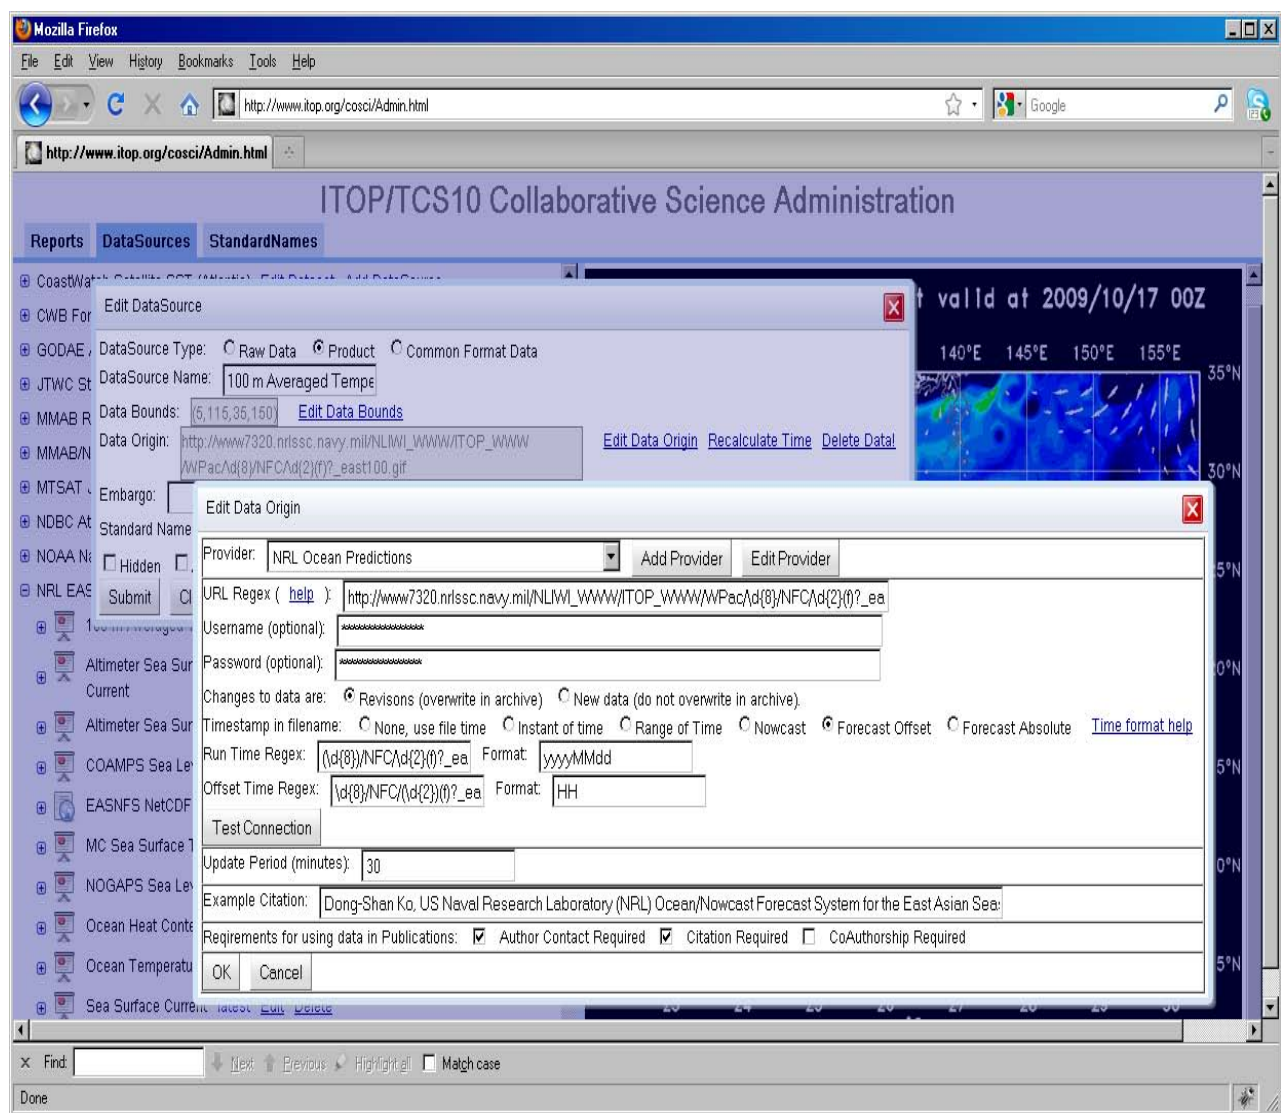 Mozilla Firefox
File Edit View History Bookmarks Tools Help
http://www.itop.org/cosci/Admin.html
Google
http://www.itop.org/cosci/Admin.html
ITOP/TCS10 Collaborative Science Administration
Reports DataSources StandardNames
CWB For
GODAE
JTWC St
MMAB R
MMAB/N
MTSAT
NDBC At
NOAA Na
NRL EAS
Altimeter Sea Sur
Current
Altimeter Sea Sur
COAMPS Sea Le
EASNFS NetCDF
MC Sea Surface T
NOGAPS Sea Lev
Ocean Heat Conte
Ocean Temperatu
Sea Surface Current latest Edit Delete
t valid at 2009/10/17 00Z
140°E 145°E 150°E 155°E
35°N
30°N
5°N
0°N
5°N
0°N
5°N
Edit DataSource
DataSource Type: Raw Data Product Common Format Data
DataSource Name: 100 m Averaged Tempe
Data Bounds: (5,115,35,150) Edit Data Bounds
Data Origin: http://www7320.nrlssc.navy.mil/NLIWI_WWW/ITOP_WWW
/WPac/\d{8}/NFC/\d{2}(f)?_east100.gif
Edit Data Origin Recalculate Time Delete Data!
Embargo:
Standard Name
Hidden
Submit Cl
Edit Data Origin
Provider: NRL Ocean Predictions Add Provider Edit Provider
URL Regex ( help ): http://www7320.nrlssc.navy.mil/NLIWI_WWW/ITOP_WWW/WPac/\d{8}/NFC/\d{2}(f)?_ea
Username (optional): ****************
Password (optional): ****************
Changes to data are: Revisons (overwrite in archive) New data (do not overwrite in archive).
Timestamp in filename: None, use file time Instant of time Range of Time Nowcast Forecast Offset Forecast Absolute Time format help
Run Time Regex: (\d{8})/NFC/\d{2}(f)?_ea Format: yyyyMMdd
Offset Time Regex: \d{8}/NFC/(\d{2})(f)?_ea Format: HH
Test Connection
Update Period (minutes): 30
Example Citation: Dong-Shan Ko, US Naval Research Laboratory (NRL) Ocean/Nowcast Forecast System for the East Asian Seas
Reqirements for using data in Publications: Author Contact Required Citation Required CoAuthorship Required
OK Cancel
x Find: Next Previous Highlight all Match case
Done